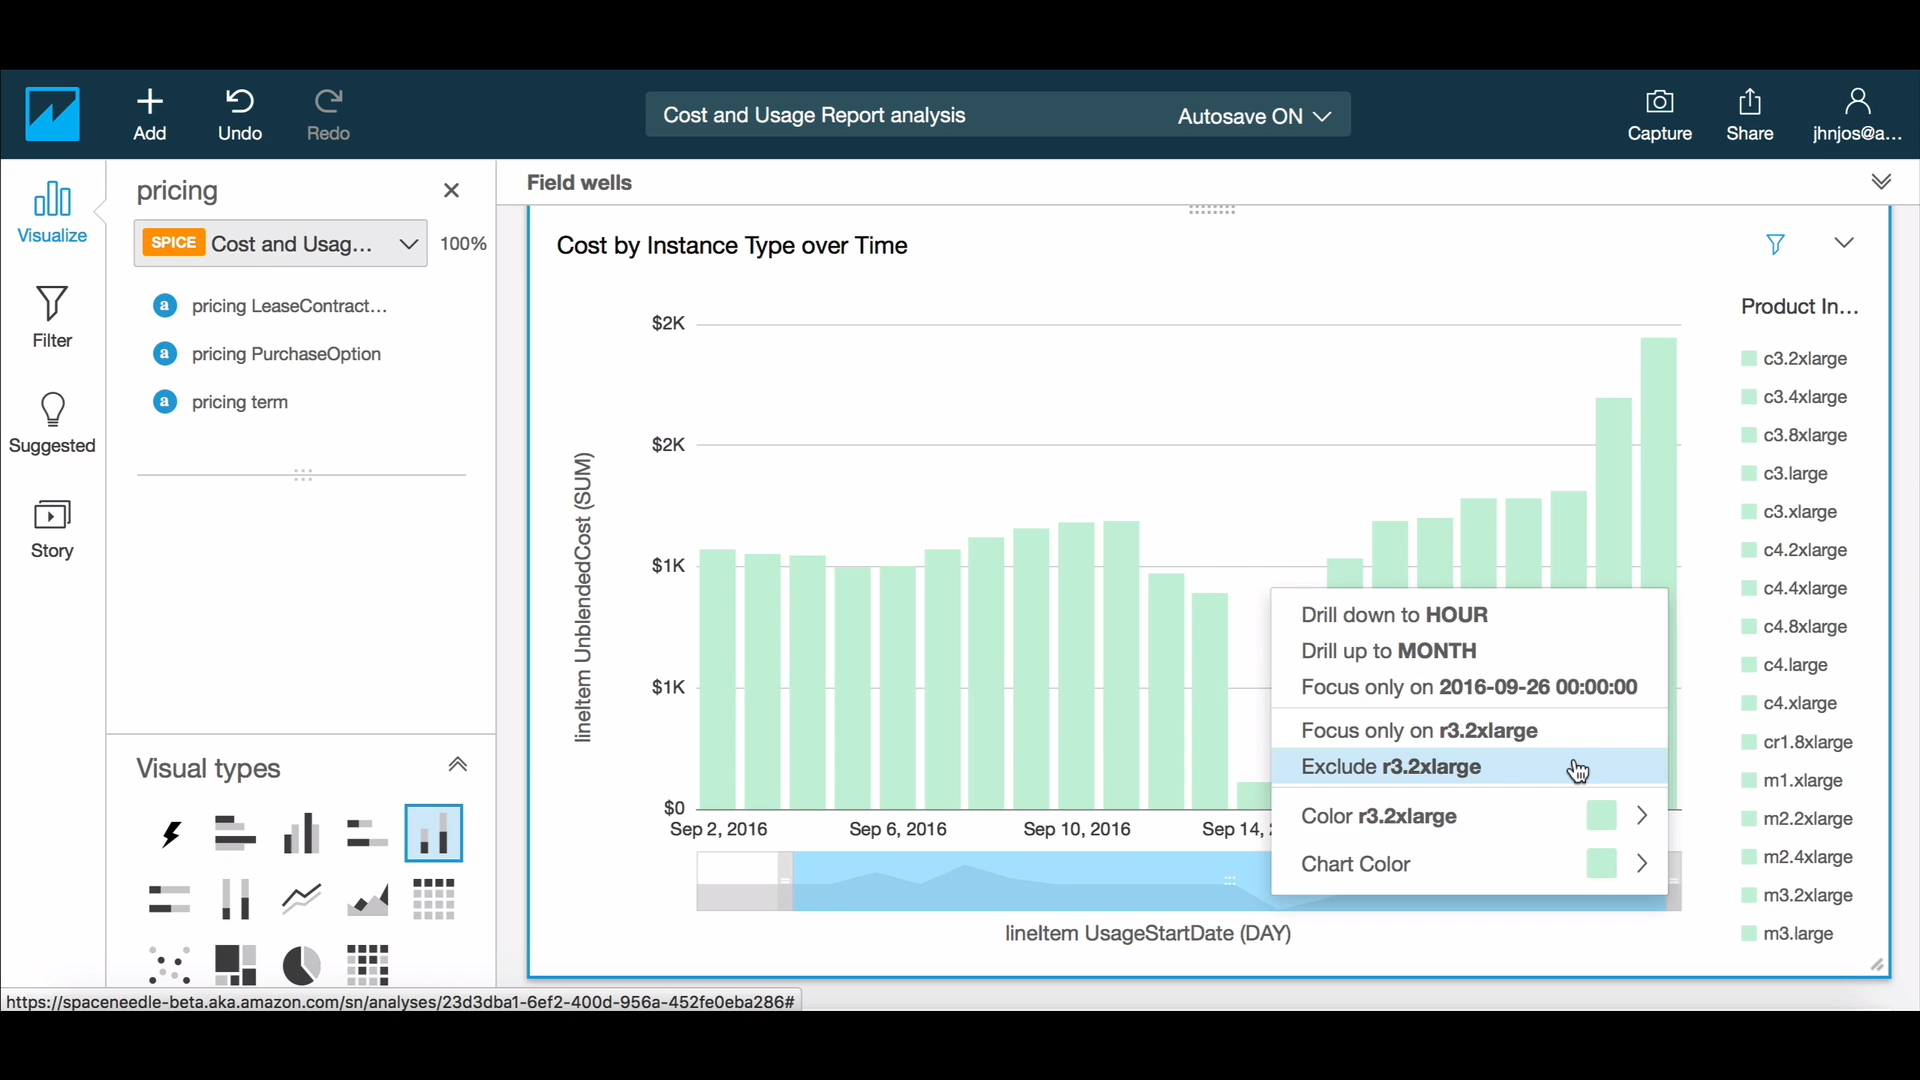 Add
Undo
Redo
Cost and Usage Report analysis
Autosave ON
Capture
Share
jhnjos@a...
Visualize
Filter
Suggested
Story
pricing
SPICE Cost and Usag... 100%
a pricing LeaseContract...
a pricing PurchaseOption
a pricing term
Visual types
Field wells
Cost by Instance Type over Time
lineItem UnblendedCost (SUM)
$2K
$2K
$1K
$1K
$0
Sep 2, 2016
Sep 6, 2016
Sep 10, 2016
Sep 14, 
lineItem UsageStartDate (DAY)
Drill down to HOUR
Drill up to MONTH
Focus only on 2016-09-26 00:00:00
Focus only on r3.2xlarge
Exclude r3.2xlarge
Color r3.2xlarge
Chart Color
Product In...
c3.2xlarge
c3.4xlarge
c3.8xlarge
c3.large
c3.xlarge
c4.2xlarge
c4.4xlarge
c4.8xlarge
c4.large
c4.xlarge
cr1.8xlarge
m1.xlarge
m2.2xlarge
m2.4xlarge
m3.2xlarge
m3.large
https://spaceneedle-beta.aka.amazon.com/sn/analyses/23d3dba1-6ef2-400d-956a-452fe0eba286#